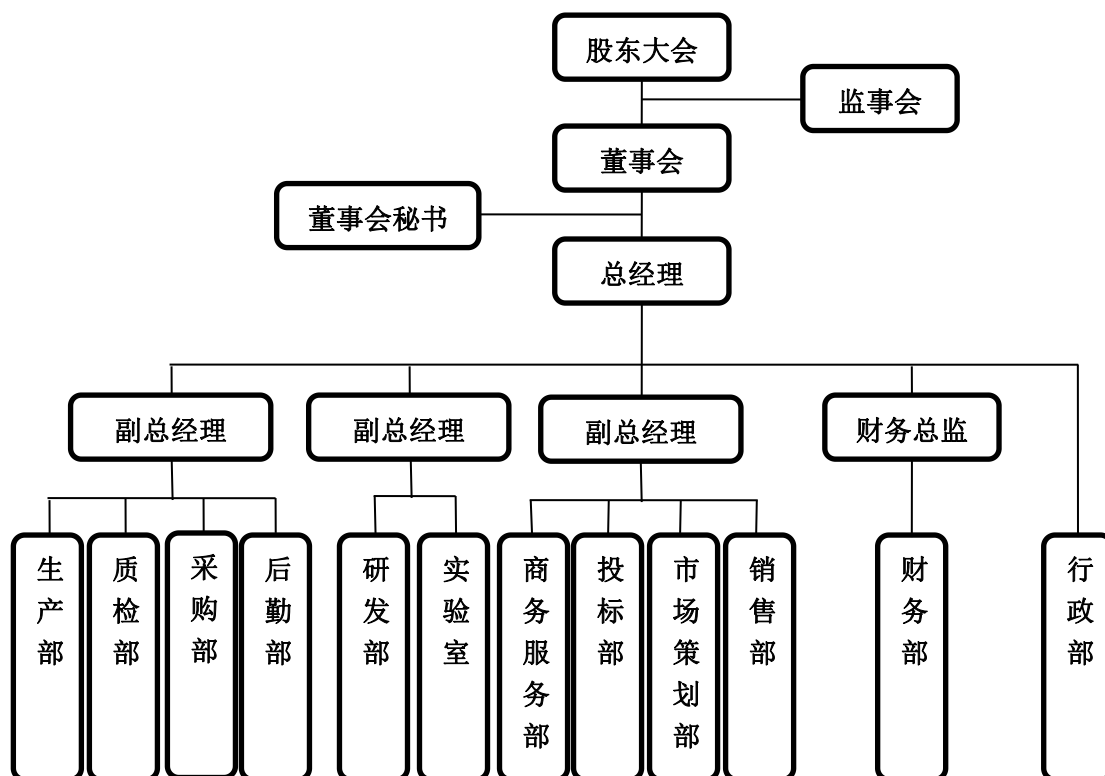 股东大会
监事会
董事会
董事会秘书
总经理
副总经理
副总经理
副总经理
财务总监
生产部
质检部
采购部
后勤部
研发部
实验室
商务服务部
投标部
市场策划部
销售部
财务部
行政部